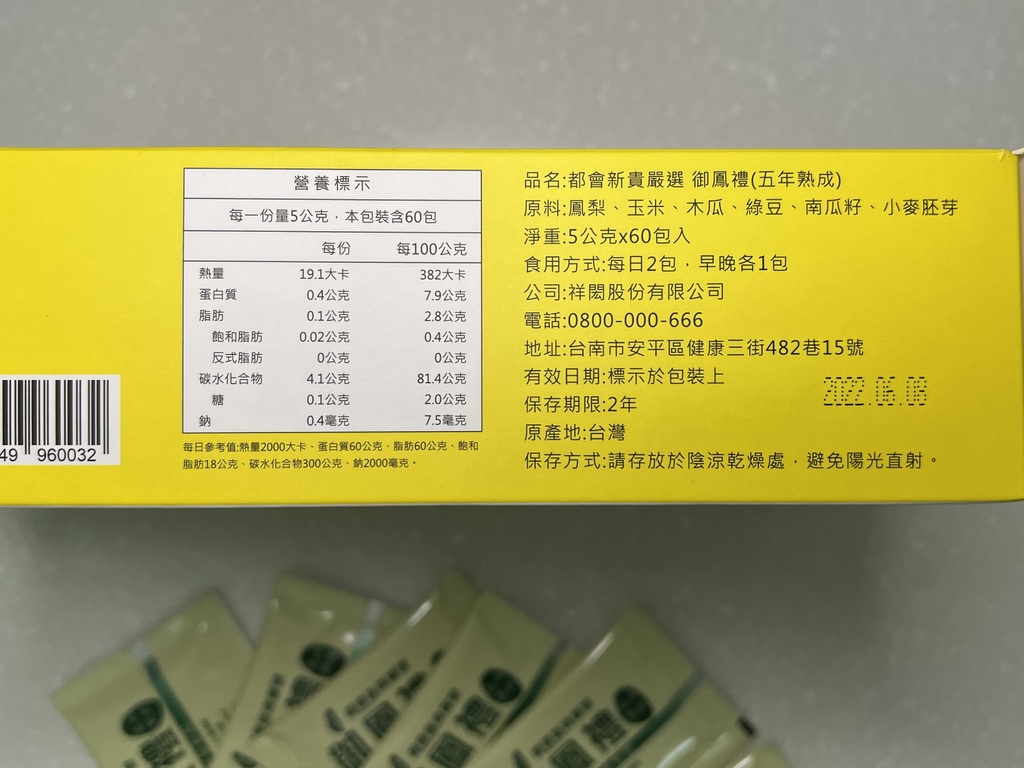 營養標示
每一份量5公克，本包裝含60包
每份 每100公克
熱量 19.1大卡 382大卡
蛋白質 0.4公克 7.9公克
脂肪 0.1公克 2.8公克
飽和脂肪 0.02公克 0.4公克
反式脂肪 0公克 0公克
碳水化合物 4.1公克 81.4公克
糖 0.1公克 2.0公克
鈉 0.4毫克 7.5毫克
每日參考值:熱量2000大卡、蛋白質60公克、脂肪60公克、飽和
脂肪18公克、碳水化合物300公克、鈉2000毫克。
品名:都會新貴嚴選 御鳳禮(五年熟成)
原料:鳳梨、玉米、木瓜、綠豆、南瓜籽、小麥胚芽
淨重:5公克x60包入
食用方式:每日2包，早晚各1包
公司:祥閎股份有限公司
電話:0800-000-666
地址:台南市安平區健康三街482巷15號
有效日期:標示於包裝上
2022.06.08
保存期限:2年
原產地:台灣
保存方式:請存放於陰涼乾燥處，避免陽光直射。
49 960032
禮
禮
御鳳禮
鳳禮
鳳禮